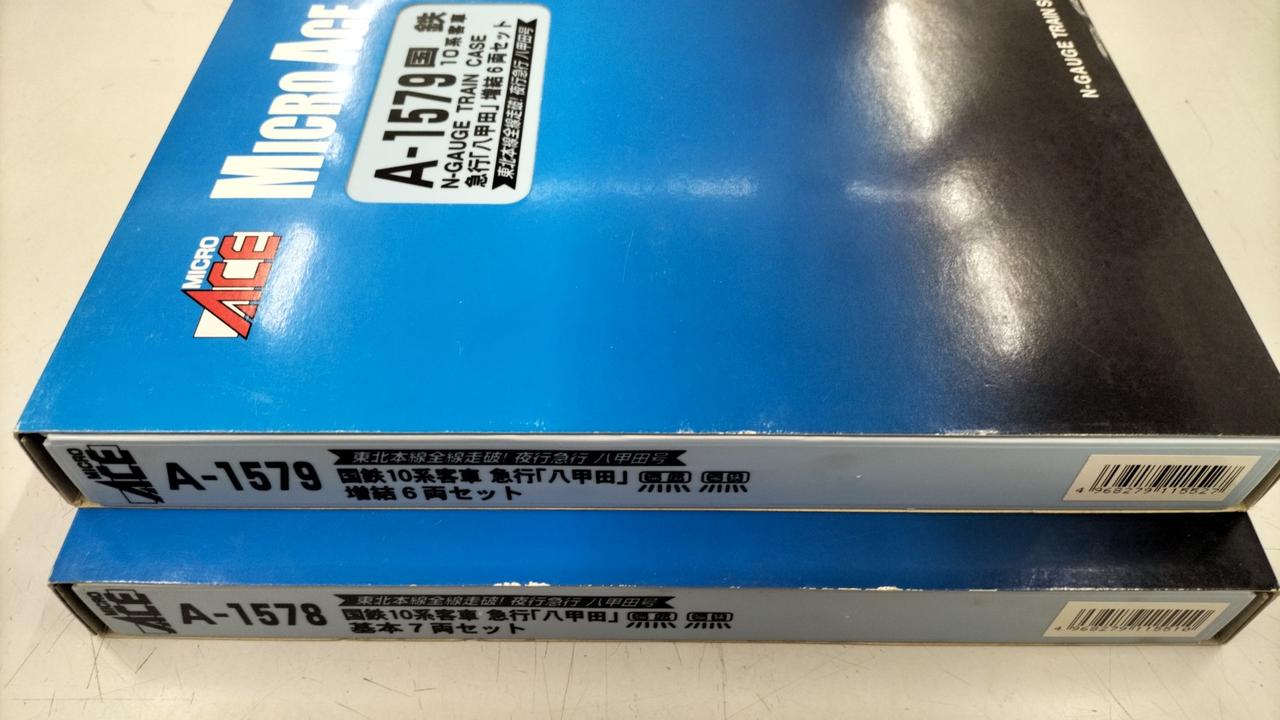 MICRO ACE
A-1579 国鉄
10系客車
N-GAUGE TRAIN CASE
急行「八甲田」増結6両セット
東北本線全線走破! 夜行急行 八甲田号
N-GAUGE TRAIN
MICRO ACE
MICRO ACE
A-1579
東北本線全線走破! 夜行急行 八甲田号
国鉄10系客車 急行「八甲田」
増結6両セット
4 968279 115527
MICRO ACE
A-1578
東北本線全線走破! 夜行急行 八甲田号
国鉄10系客車 急行「八甲田」
基本7両セット
4 968279 115510